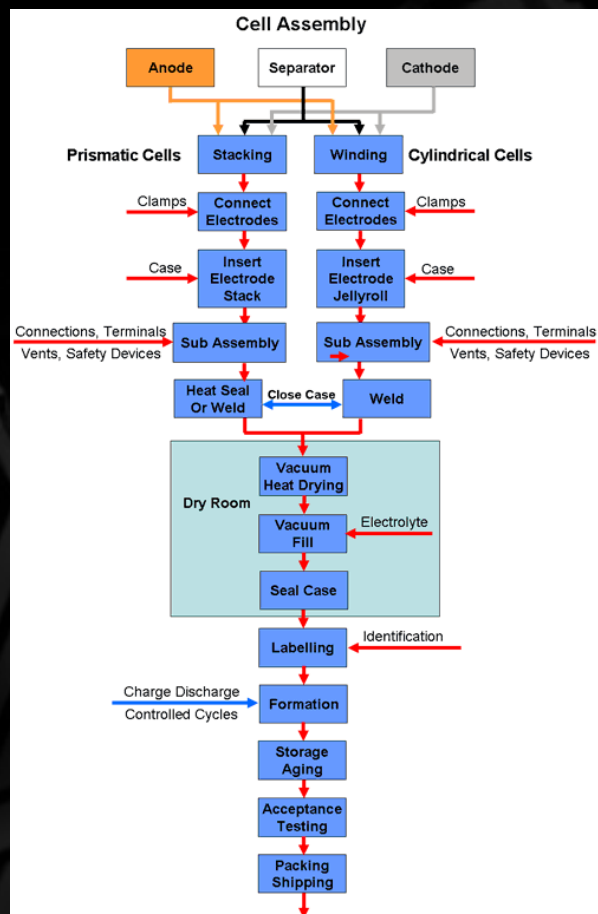 Cell Assembly
Anode
Separator
Cathode
Prismatic Cells
Stacking
Winding
Cylindrical Cells
Clamps
Connect
Electrodes
Connect
Electrodes
Clamps
Case
Insert
Electrode
Stack
Insert
Electrode
Jellyroll
Case
Connections, Terminals
Vents, Safety Devices
Sub Assembly
Sub Assembly
Connections, Terminals
Vents, Safety Devices
Heat Seal
Or Weld
Close Case
Weld
Dry Room
Vacuum
Heat Drying
Vacuum
Fill
Electrolyte
Seal Case
Labelling
Identification
Charge Discharge
Controlled Cycles
Formation
Storage
Aging
Acceptance
Testing
Packing
Shipping